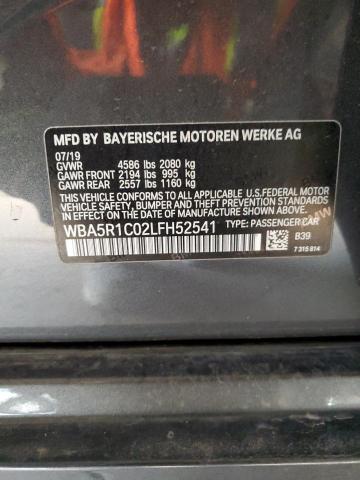 MFD BY BAYERISCHE MOTOREN WERKE AG
07/19
GVWR 4586 lbs 2080 kg
GAWR FRONT 2194 lbs 995 kg
GAWR REAR 2557 lbs 1160 kg
THIS VEHICLE CONFORMS TO ALL APPLICABLE U.S.FEDERAL MOTOR
VEHICLE SAFETY, BUMPER, AND THEFT PREVENTION STANDARDS
IN EFFECT ON THE DATE OF MANUFACTURE SHOWN ABOVE.
WBA5R1C02LFH52541 TYPE: PASSENGER CAR
B39
7 315 814